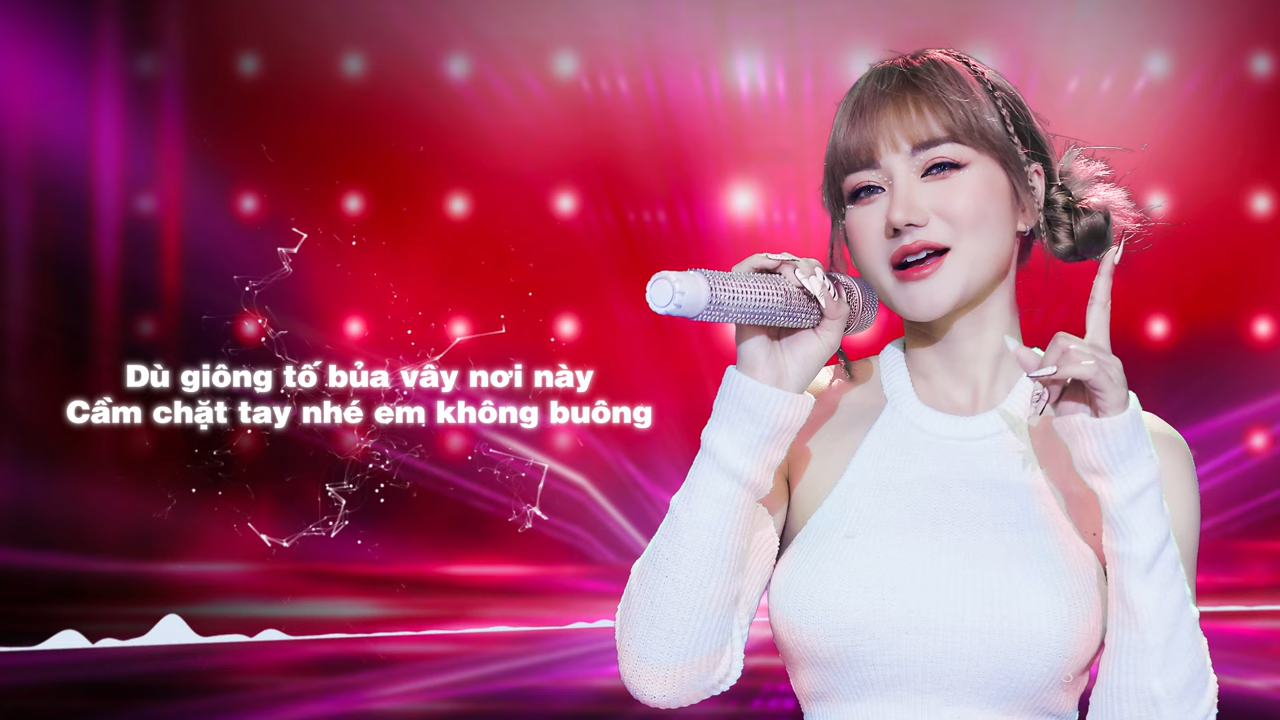 Dù giông tố bủa vây nơi này
Cầm chặt tay nhé em không buông